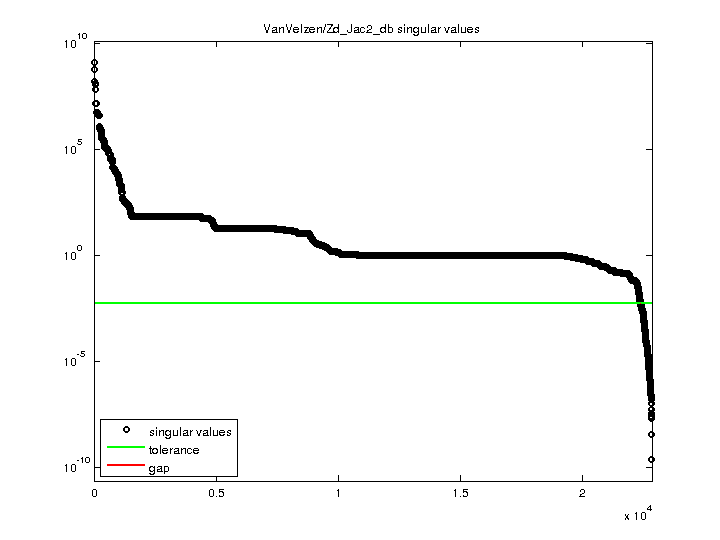 VanVelzen/Zd_Jac2_db singular values
10^10
10^5
10^0
10^-5
10^-10
singular values
tolerance
gap
0 0.5 1 1.5 2
x 10^4